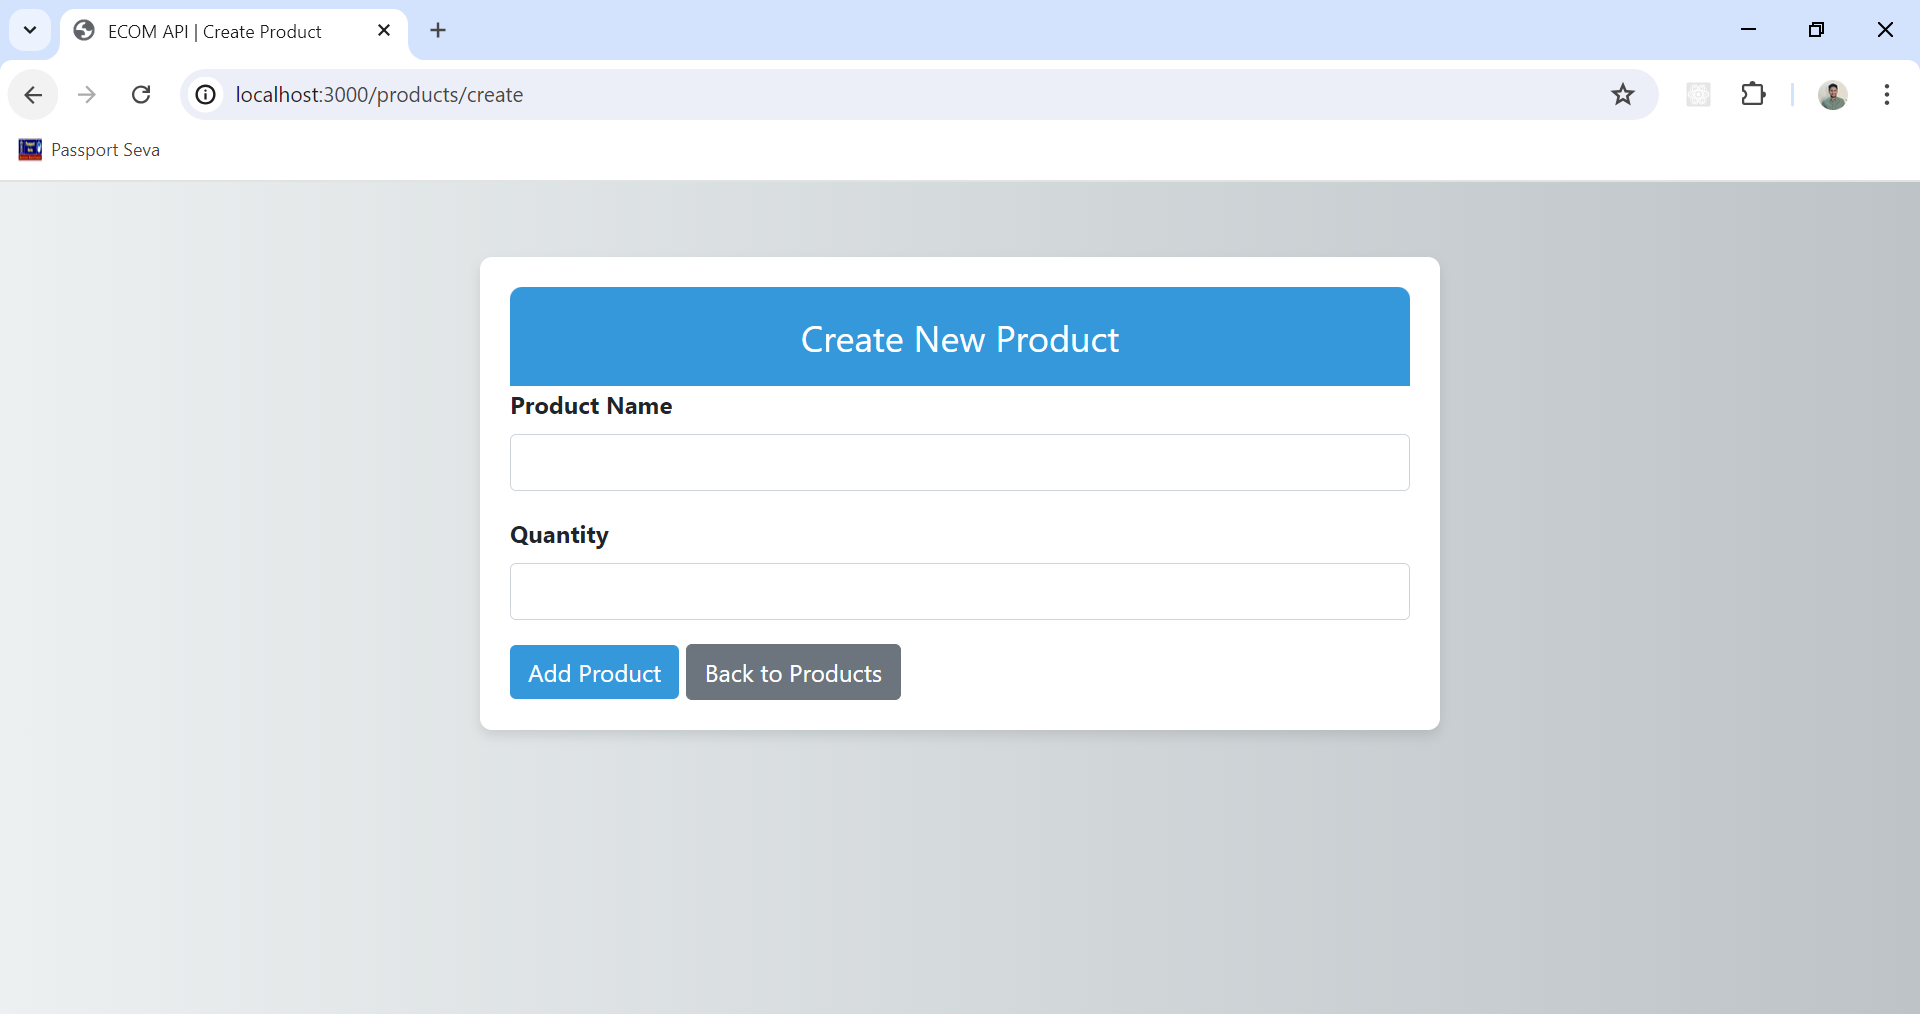 ECOM API | Create Product
localhost:3000/products/create
Passport Seva
Create New Product
Product Name
Quantity
Add Product
Back to Products